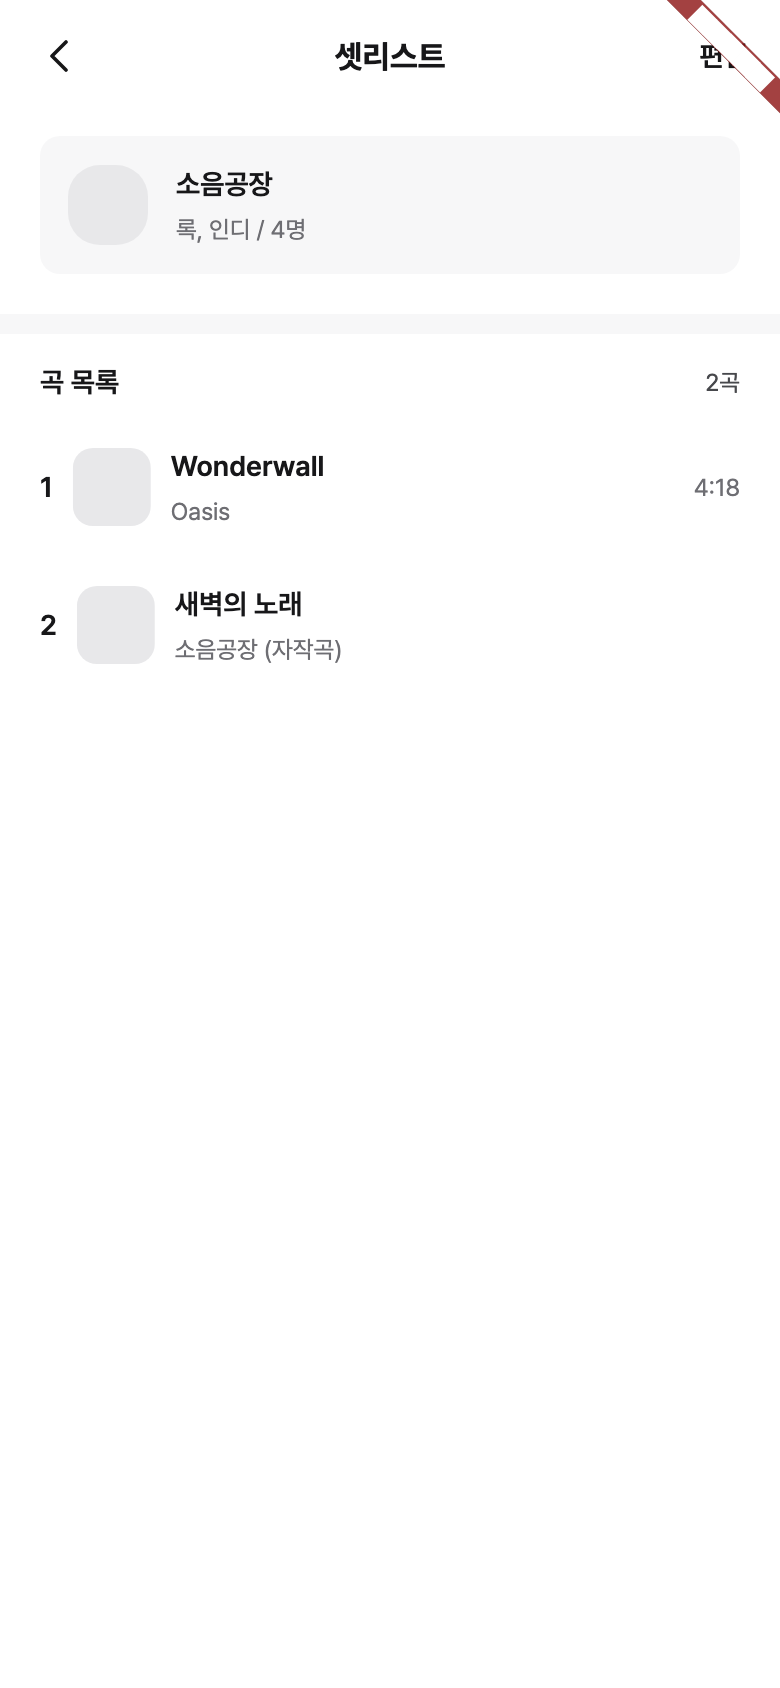 셋리스트
소음공장
록, 인디 / 4명
곡 목록
2곡
1
Wonderwall
Oasis
4:18
2
새벽의 노래
소음공장 (자작곡)